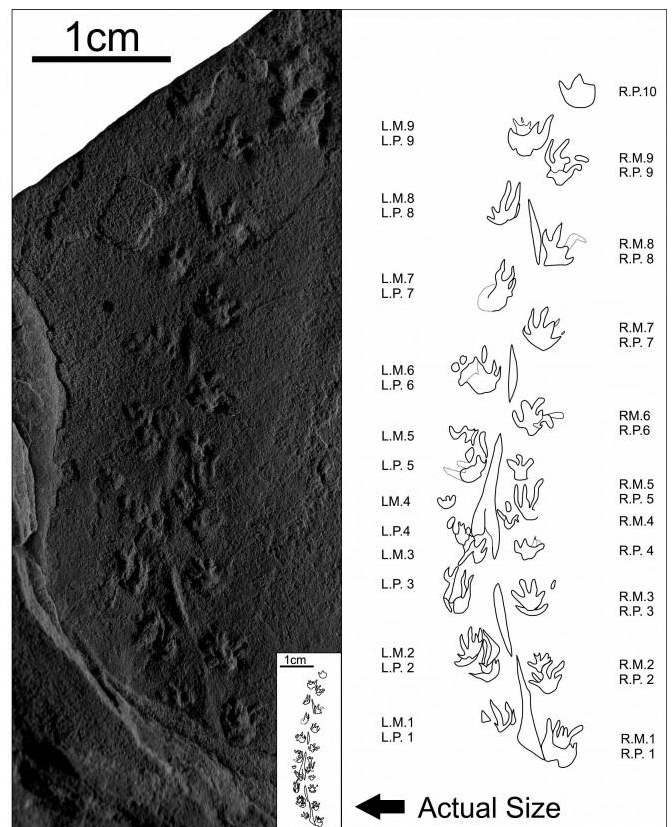 1cm
R.P.10
L.M.9
L.P. 9
R.M.9
R.P. 9
L.M.8
L.P. 8
R.M.8
R.P. 8
L.M.7
L.P. 7
R.M.7
R.P. 7
L.M.6
L.P. 6
RM.6
R.P.6
L.M.5
L.P. 5
R.M.5
R.P. 5
LM.4
R.M.4
L.P.4
L.M.3
R.P. 4
L.P. 3
R.M.3
R.P. 3
L.M.2
L.P. 2
R.M.2
R.P. 2
1cm
L.M.1
L.P. 1
R.M.1
R.P. 1
Actual Size